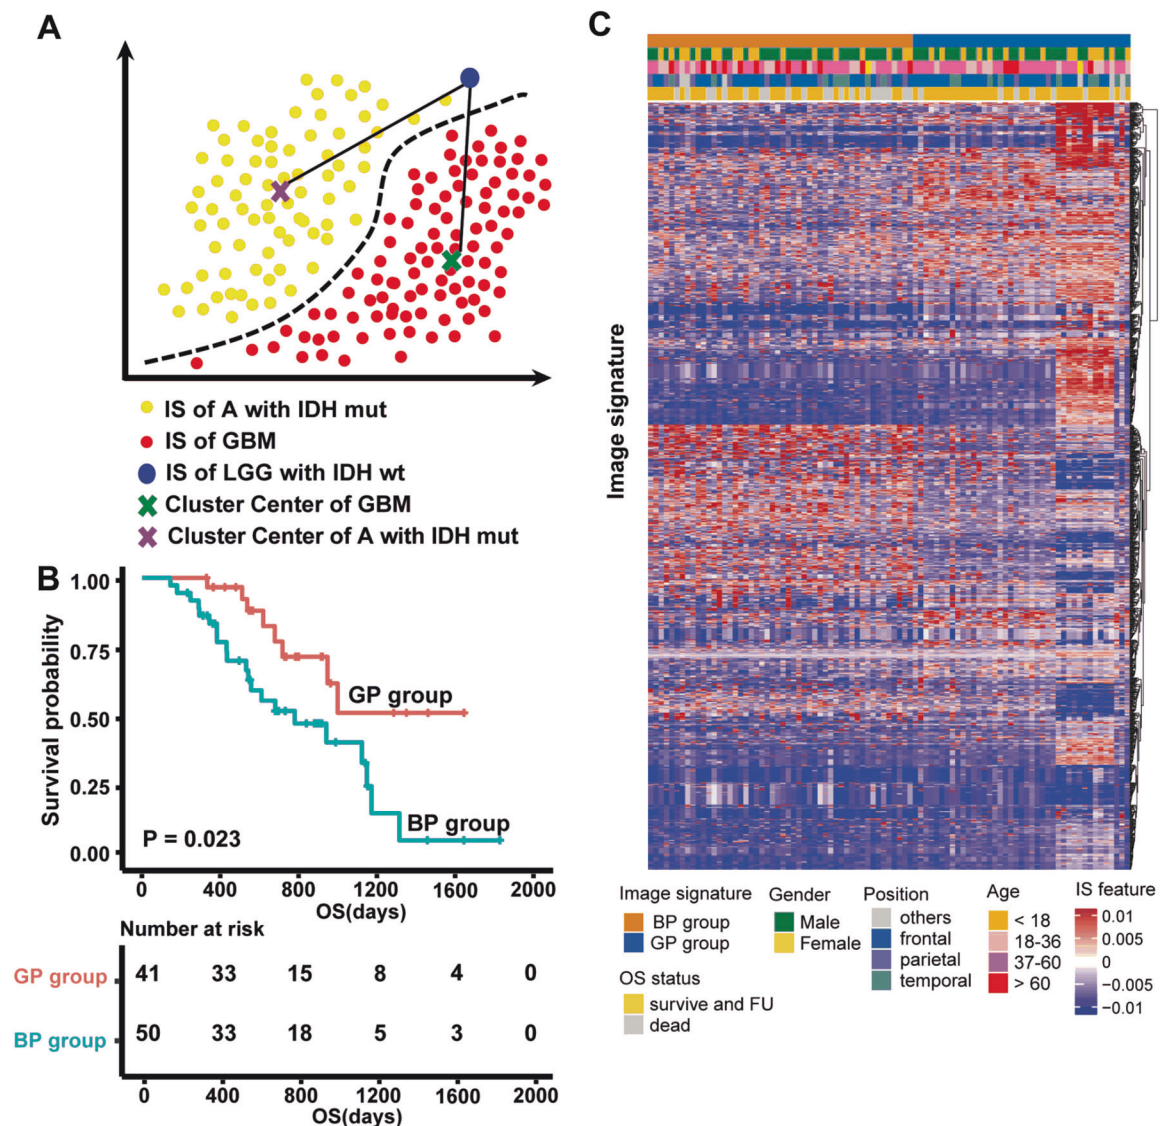 A
IS of A with IDH mut
IS of GBM
IS of LGG with IDH wt
Cluster Center of GBM
Cluster Center of A with IDH mut
B
Survival probability
1.00
0.75
0.50
0.25
0.00
GP group
BP group
P = 0.023
0 400 800 1200 1600 2000
OS(days)
Number at risk
GP group 41 33 15 8 4 0
BP group 50 33 18 5 3 0
0 400 800 1200 1600 2000
OS(days)
C
Image signature
Image signature
BP group
GP group
OS status
survive and FU
dead
Gender
Male
Female
Position
others
frontal
parietal
temporal
Age
< 18
18-36
37-60
> 60
IS feature
0.01
0.005
0
−0.005
−0.01